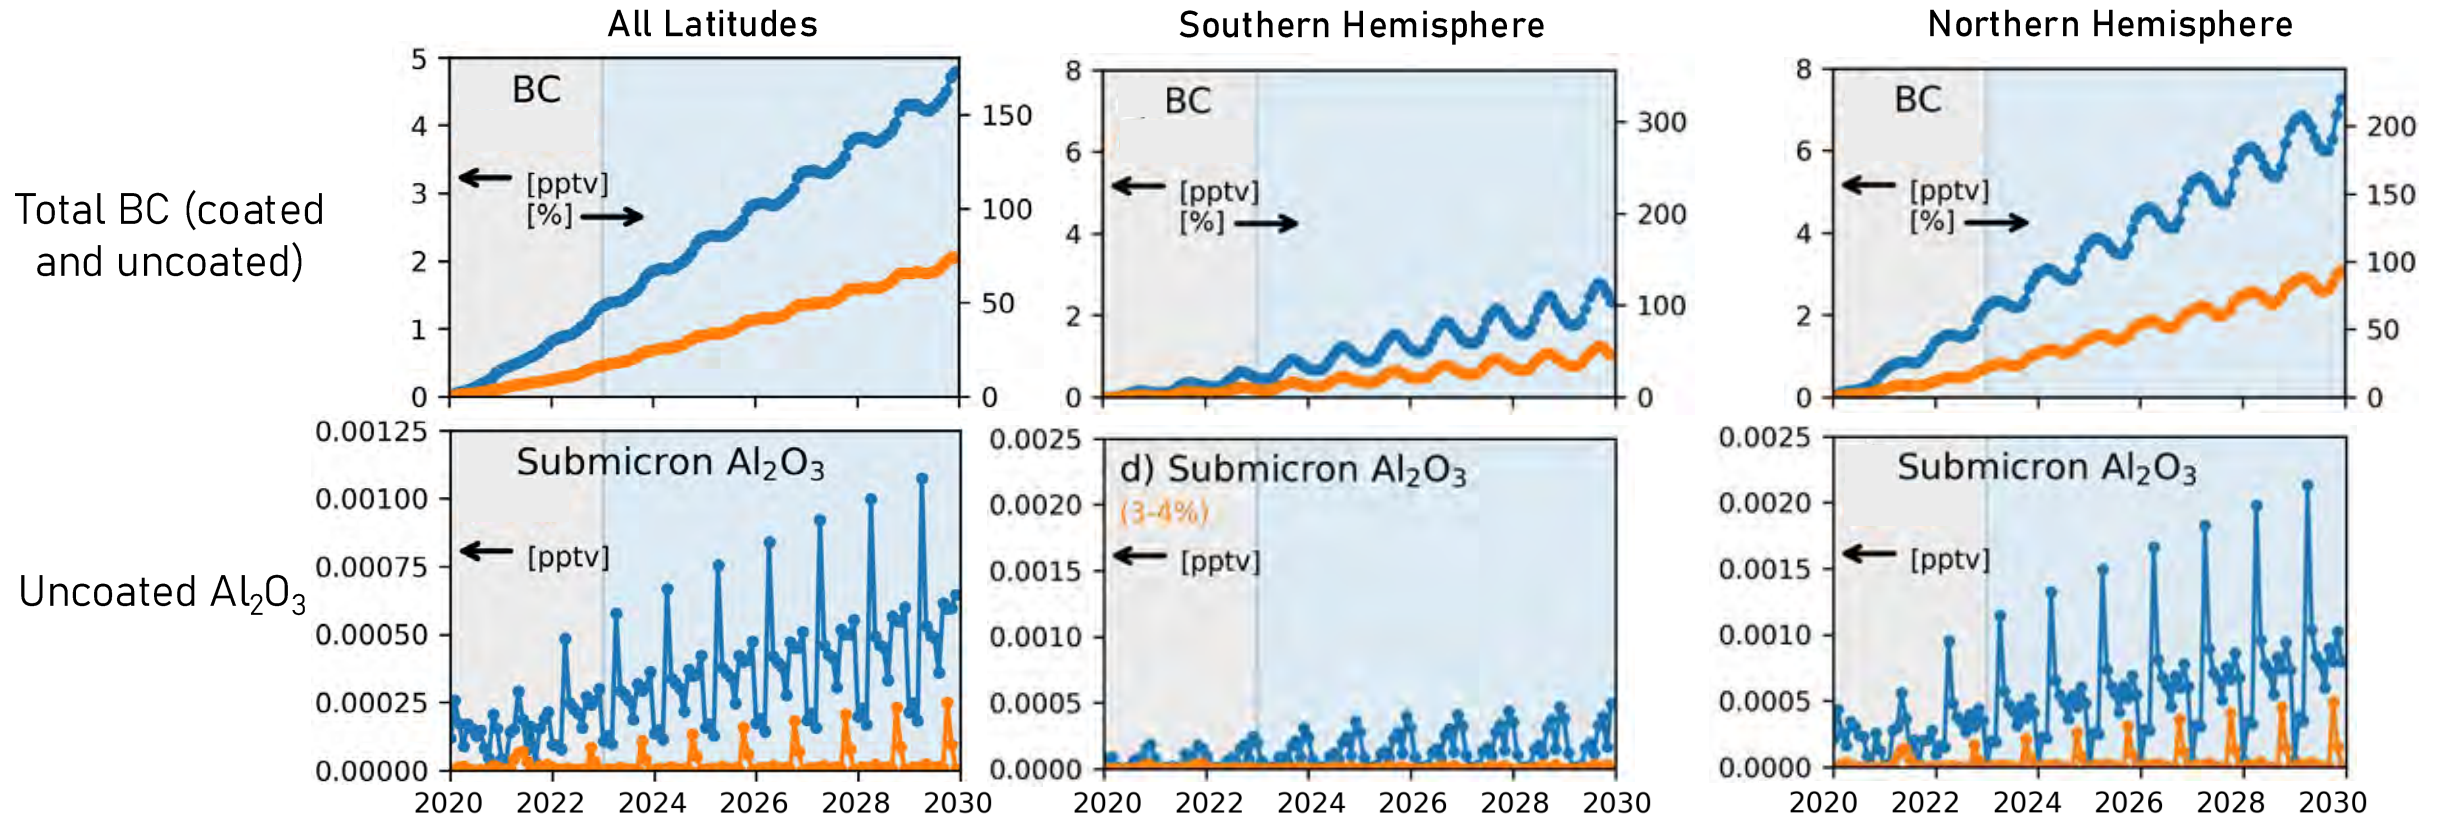 All Latitudes
Southern Hemisphere
Northern Hemisphere
Total BC (coated
and uncoated)
5
4
3
2
1
0
BC
[pptv]
[%]
150
100
50
0
8
6
4
2
0
BC
[pptv]
[%]
300
200
100
0
8
6
4
2
0
BC
[pptv]
[%]
200
150
100
50
0
Uncoated Al₂O₃
0.00125
0.00100
0.00075
0.00050
0.00025
0.00000
Submicron Al₂O₃
[pptv]
2020 2022 2024 2026 2028 2030
0.0025
0.0020
0.0015
0.0010
0.0005
0.0000
d) Submicron Al₂O₃
(3-4%)
[pptv]
2020 2022 2024 2026 2028 2030
0.0025
0.0020
0.0015
0.0010
0.0005
0.0000
Submicron Al₂O₃
[pptv]
2020 2022 2024 2026 2028 2030